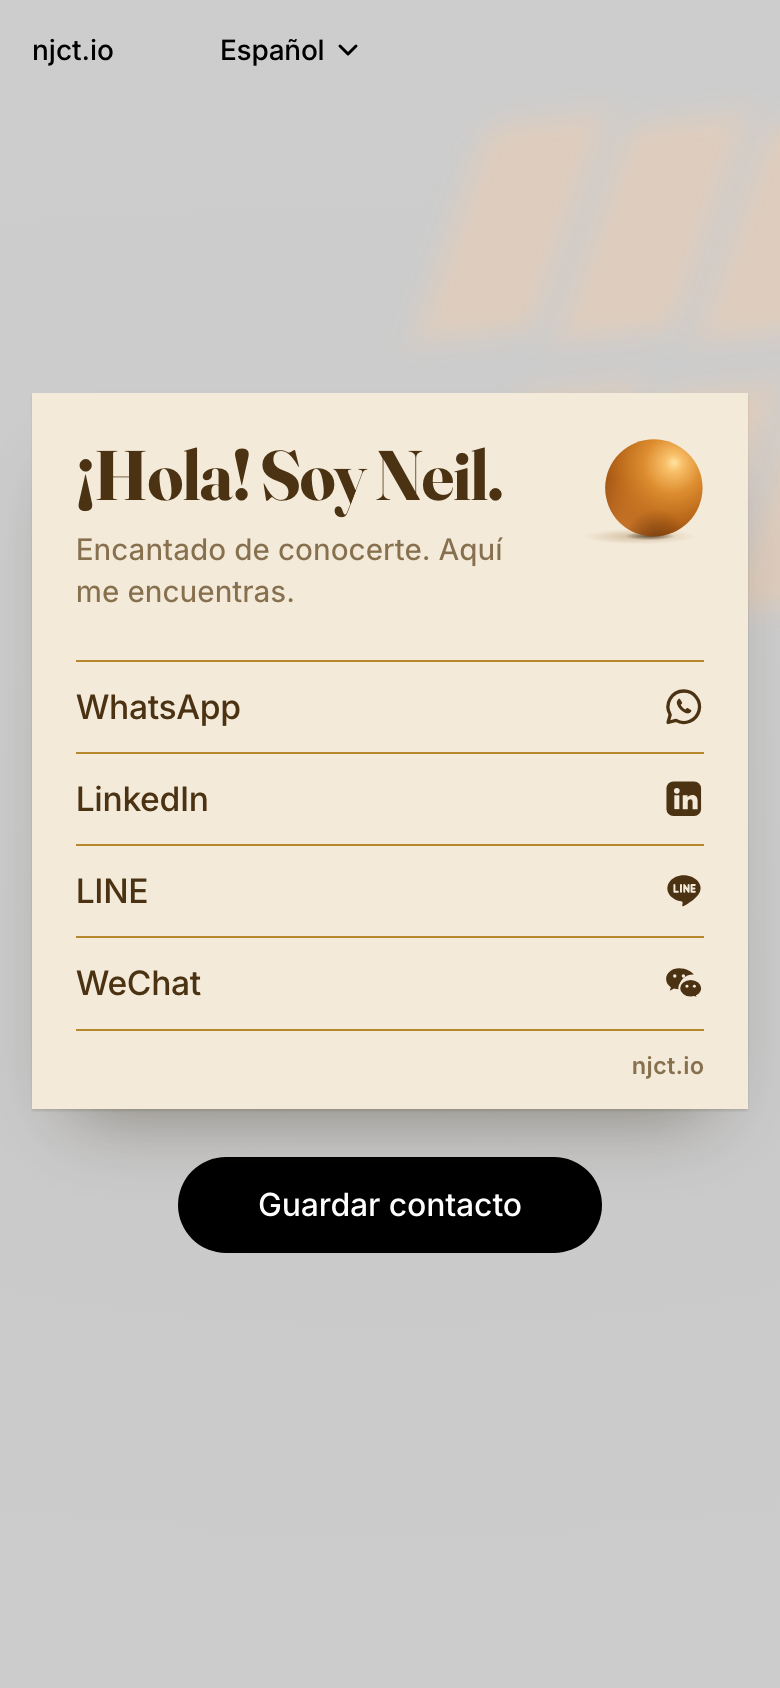 njct.io
Español
¡Hola! Soy Neil.
Encantado de conocerte. Aquí
me encuentras.
WhatsApp
LinkedIn
in
LINE
LINE
WeChat
njct.io
Guardar contacto